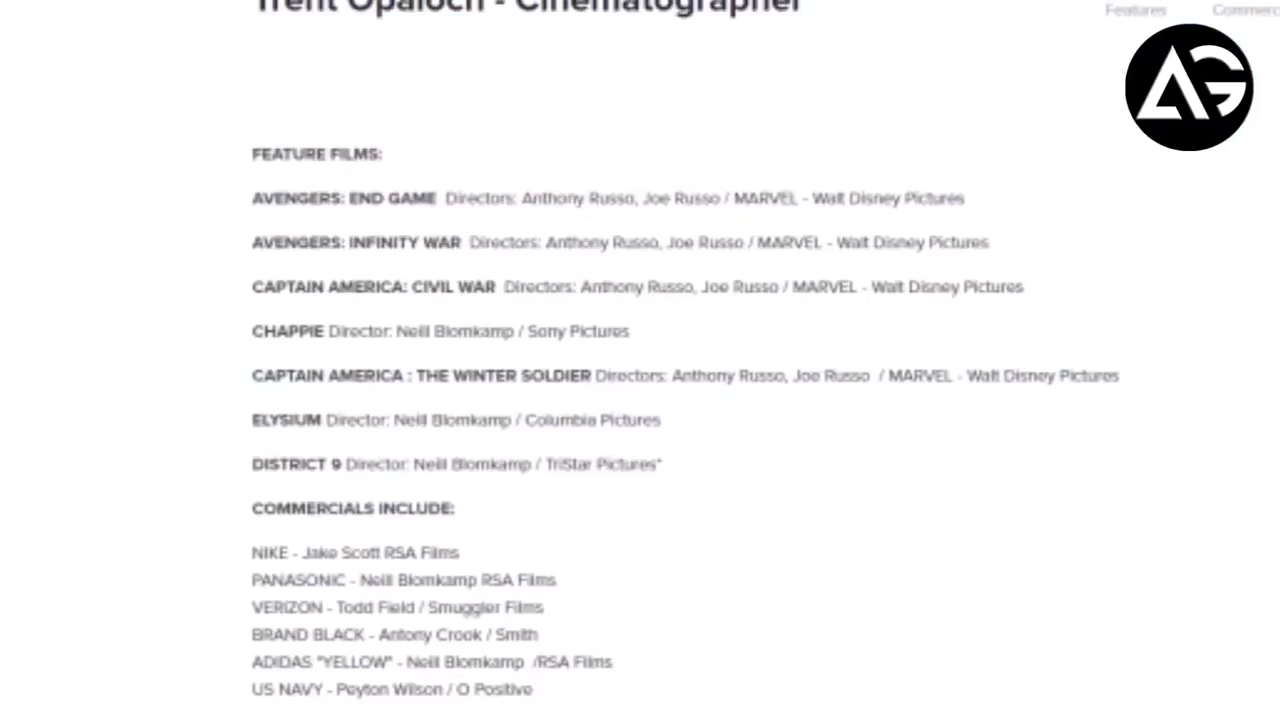 Trent Opaloch - Cinematographer
Features Commerc
AG
FEATURE FILMS:
AVENGERS: END GAME Directors: Anthony Russo, Joe Russo / MARVEL - Walt Disney Pictures
AVENGERS: INFINITY WAR Directors: Anthony Russo, Joe Russo / MARVEL - Walt Disney Pictures
CAPTAIN AMERICA: CIVIL WAR Directors: Anthony Russo, Joe Russo / MARVEL - Walt Disney Pictures
CHAPPIE Director: Neill Blomkamp / Sony Pictures
CAPTAIN AMERICA : THE WINTER SOLDIER Directors: Anthony Russo, Joe Russo / MARVEL - Walt Disney Pictures
ELYSIUM Director: Neill Blomkamp / Columbia Pictures
DISTRICT 9 Director: Neill Blomkamp / TriStar Pictures*
COMMERCIALS INCLUDE:
NIKE - Jake Scott RSA Films
PANASONIC - Neill Blomkamp RSA Films
VERIZON - Todd Field / Smuggler Films
BRAND BLACK - Antony Crook / Smith
ADIDAS "YELLOW" - Neill Blomkamp /RSA Films
US NAVY - Peyton Wilson / O Positive